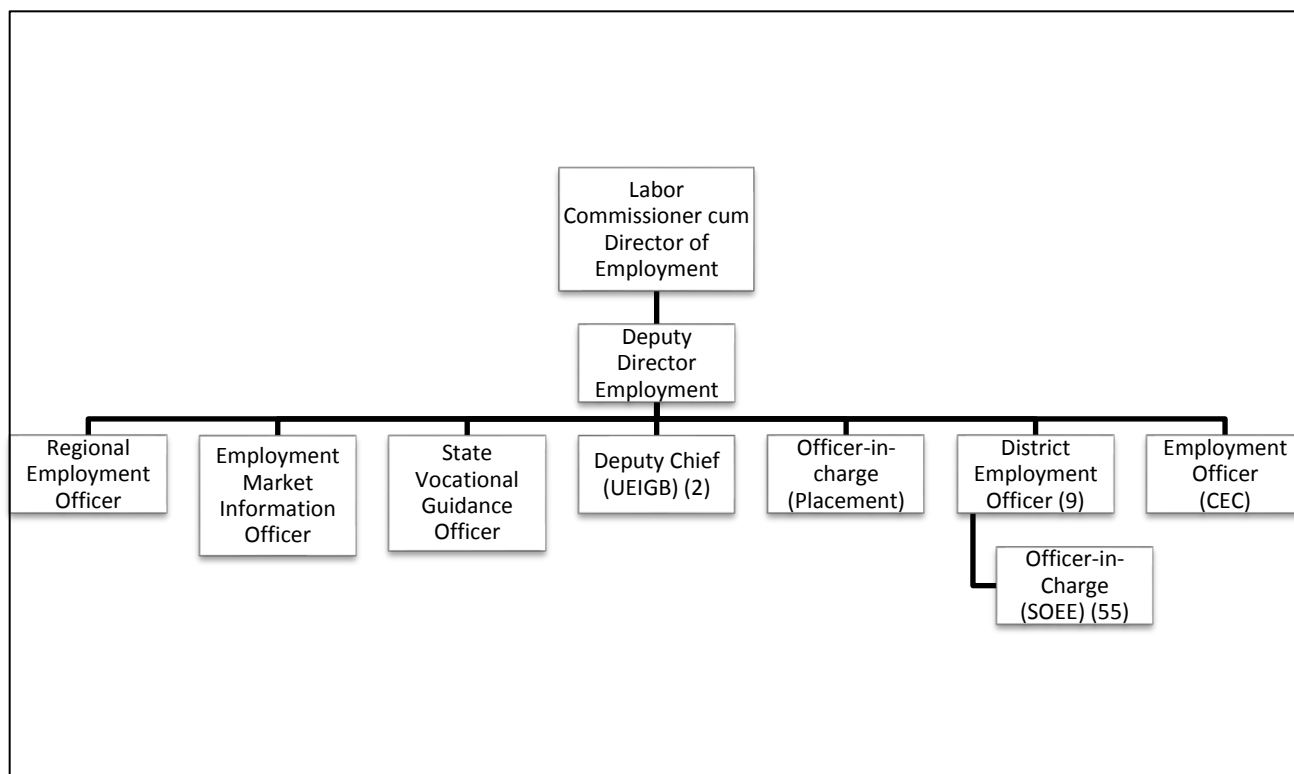 Labor
Commissioner cum
Director of
Employment
Deputy
Director
Employment
Regional
Employment
Officer
Employment
Market
Information
Officer
State
Vocational
Guidance
Officer
Deputy Chief
(UEIGB) (2)
Officer-in-
charge
(Placement)
District
Employment
Officer (9)
Employment
Officer
(CEC)
Officer-in-
Charge
(SOEE) (55)